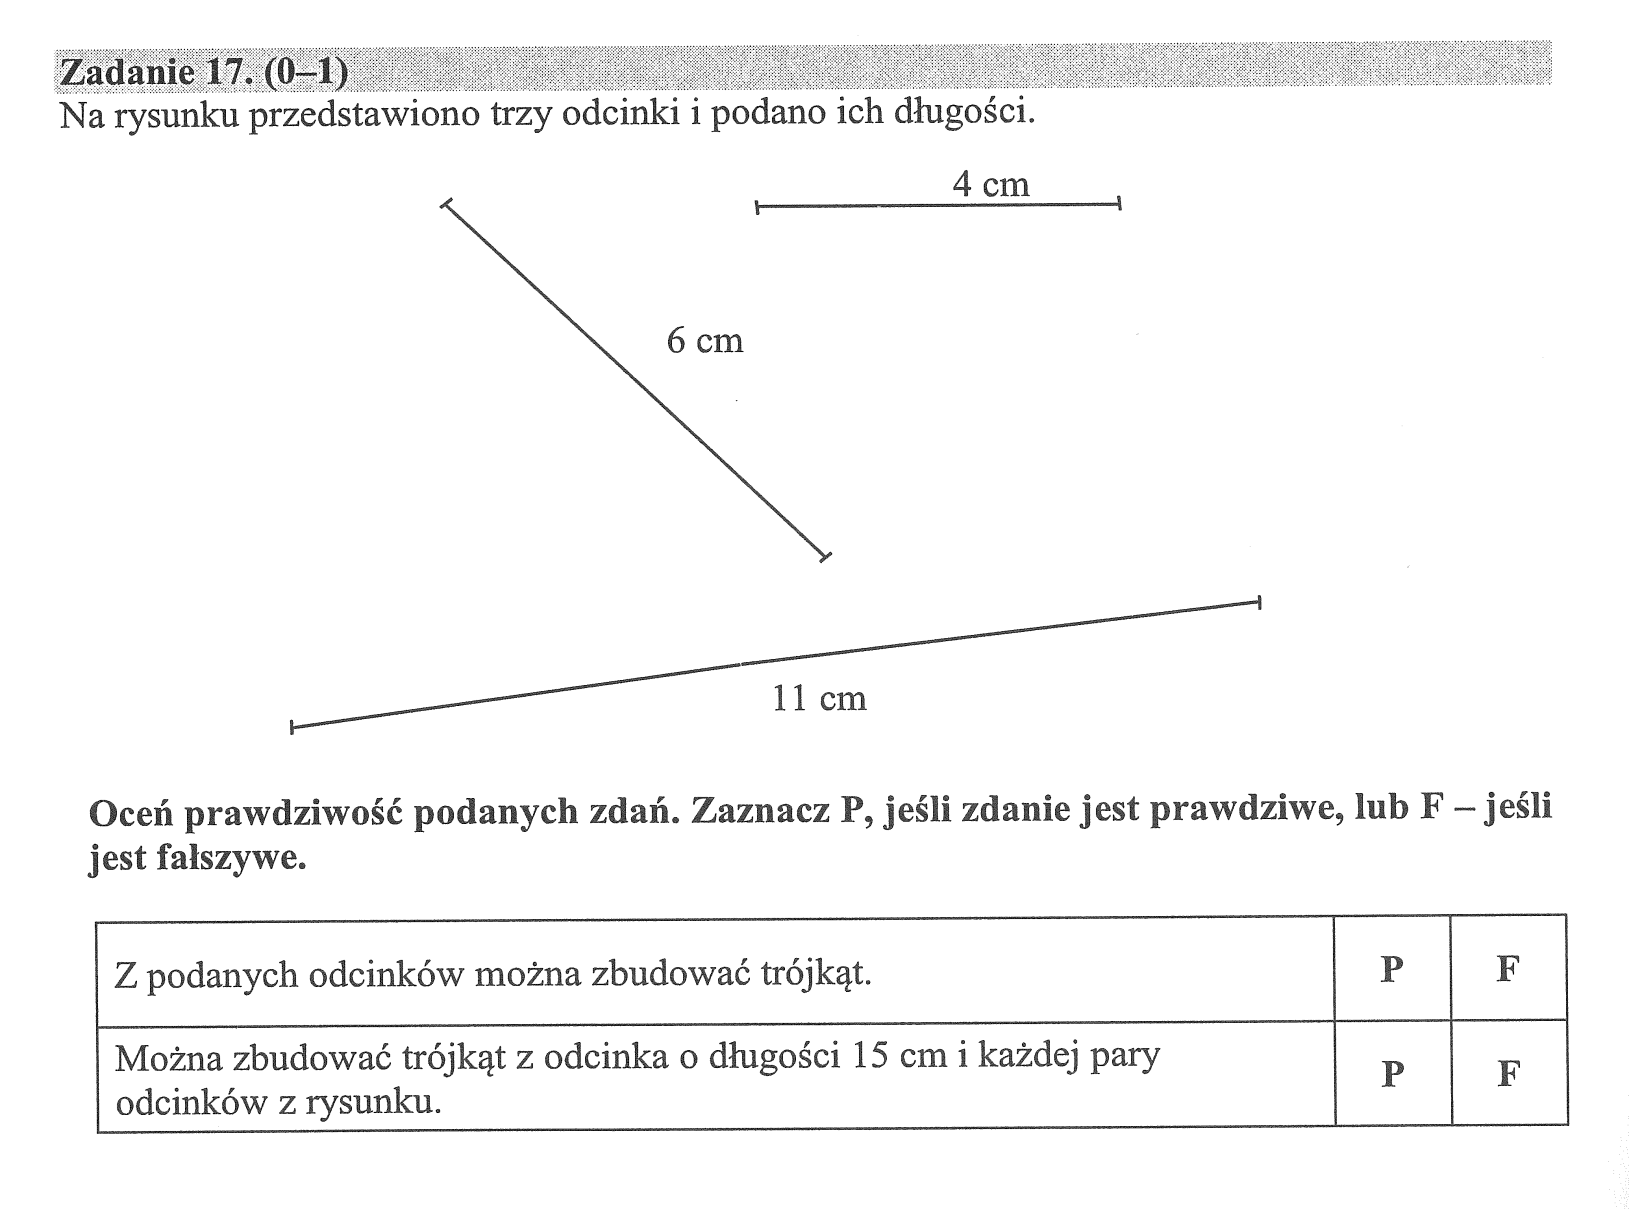 Zadanie 17. (0–1)
Na rysunku przedstawiono trzy odcinki i podano ich długości.
4 cm
6 cm
11 cm
Oceń prawdziwość podanych zdań. Zaznacz P, jeśli zdanie jest prawdziwe, lub F – jeśli
jest fałszywe.
Z podanych odcinków można zbudować trójkąt. P F
Można zbudować trójkąt z odcinka o długości 15 cm i każdej pary
odcinków z rysunku. P F